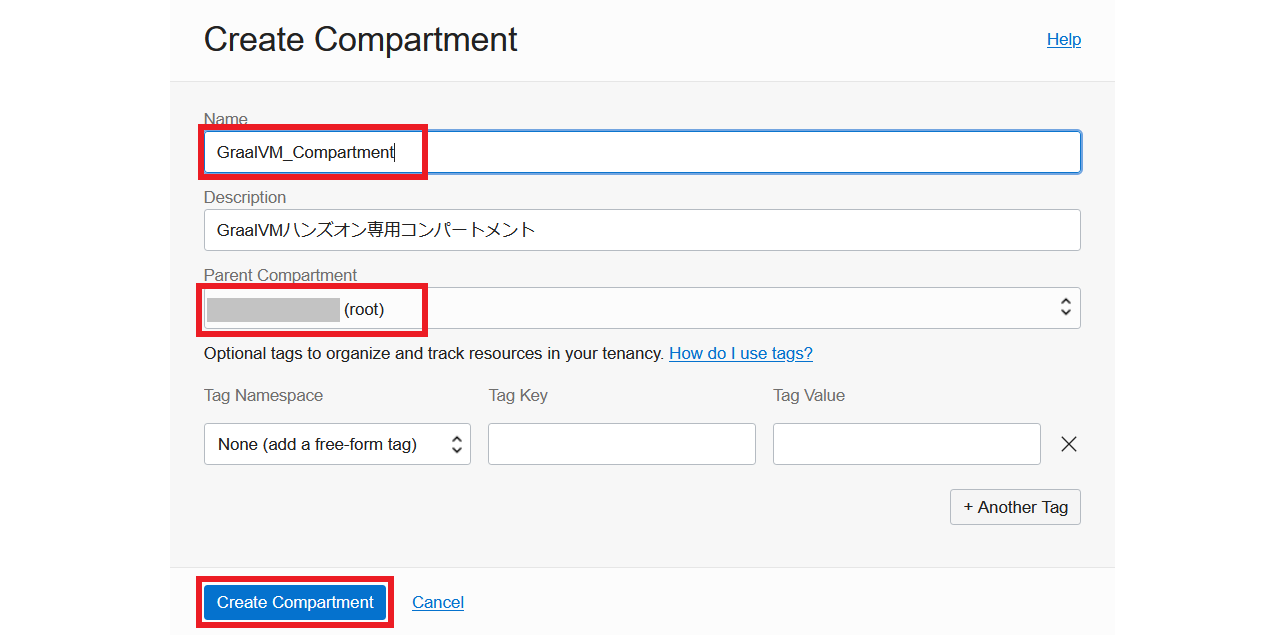 Create Compartment
Help
Name
GraalVM_Compartment
Description
GraalVMハンズオン専用コンパートメント
Parent Compartment
(root)
Optional tags to organize and track resources in your tenancy. How do I use tags?
Tag Namespace Tag Key Tag Value
None (add a free-form tag)
+ Another Tag
Create Compartment Cancel